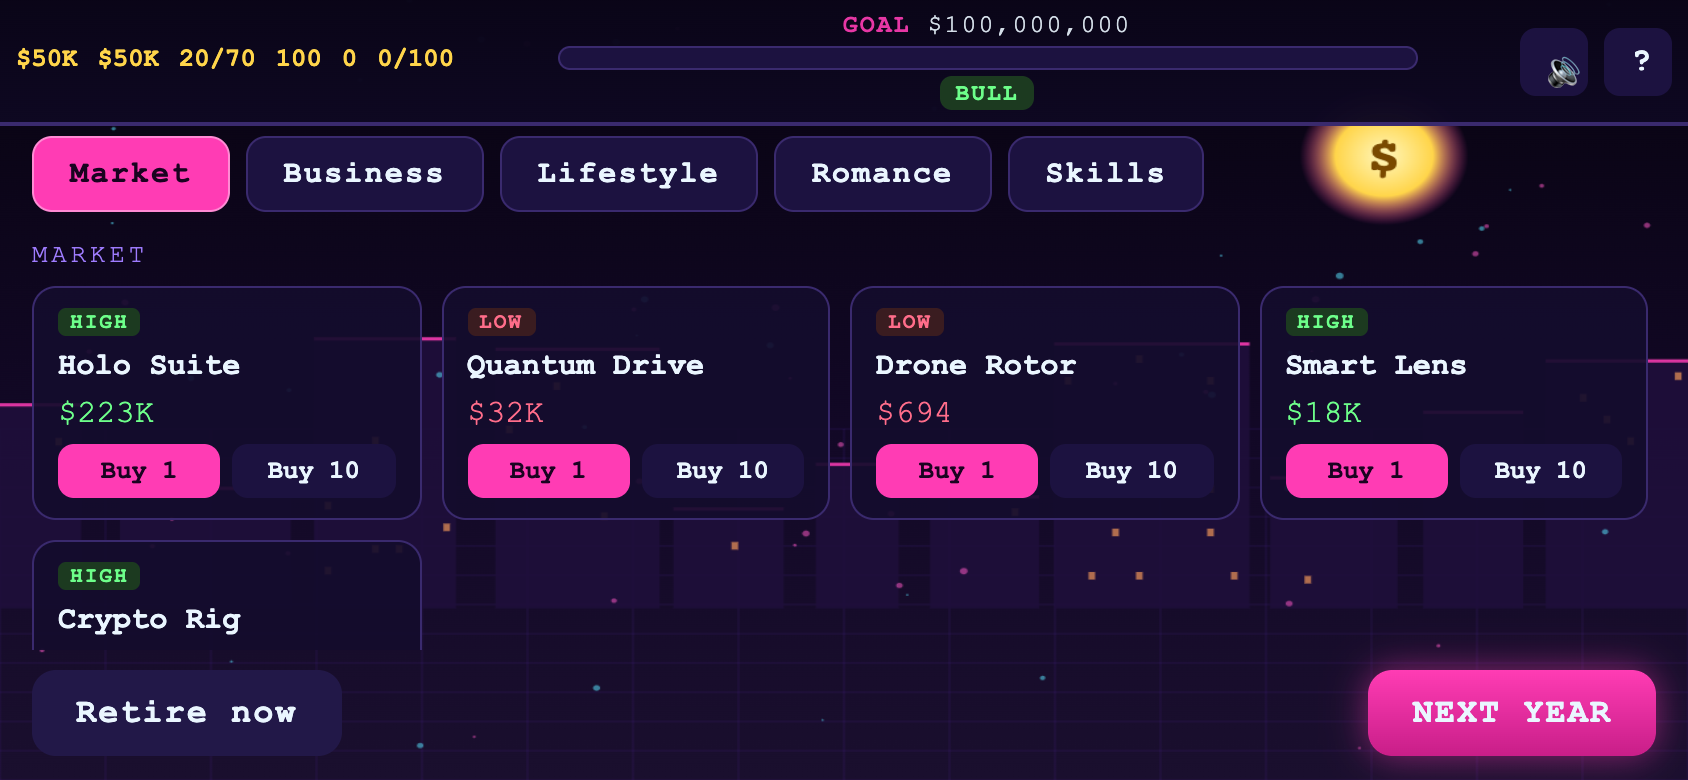 GOAL $100,000,000
$50K $50K 20/70 100 0 0/100
?
BULL
Market Business Lifestyle Romance Skills
$
MARKET
HIGH
Holo Suite
$223K
Buy 1 Buy 10
LOW
Quantum Drive
$32K
Buy 1 Buy 10
LOW
Drone Rotor
$694
Buy 1 Buy 10
HIGH
Smart Lens
$18K
Buy 1 Buy 10
HIGH
Crypto Rig
Retire now
NEXT YEAR